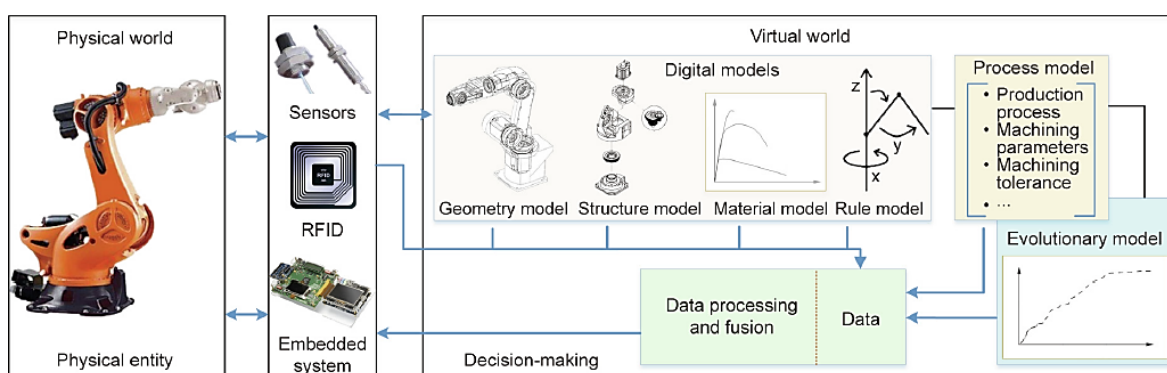 Physical world
Physical entity
Sensors
RFID
RFID
Embedded
system
Virtual world
Digital models
Geometry model
Structure model
Material model
z
y
x
Rule model
Process model
• Production
process
• Machining
parameters
• Machining
tolerance
• ...
Evolutionary model
Data processing
and fusion
Data
Decision-making